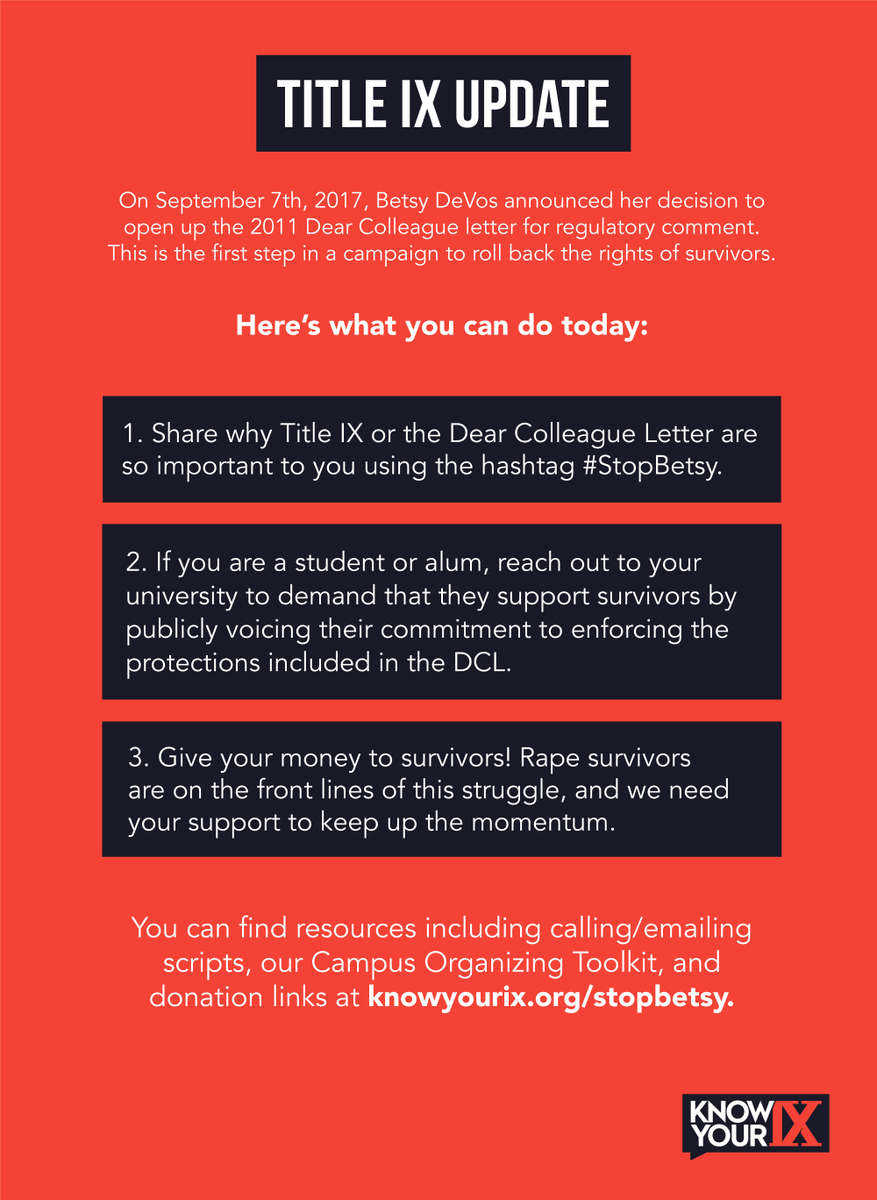 TITLE IX UPDATE
On September 7th, 2017, Betsy DeVos announced her decision to
open up the 2011 Dear Colleague letter for regulatory comment.
This is the first step in a campaign to roll back the rights of survivors.
Here’s what you can do today:
1. Share why Title IX or the Dear Colleague Letter are
so important to you using the hashtag #StopBetsy.
2. If you are a student or alum, reach out to your
university to demand that they support survivors by
publicly voicing their commitment to enforcing the
protections included in the DCL.
3. Give your money to survivors! Rape survivors
are on the front lines of this struggle, and we need
your support to keep up the momentum.
You can find resources including calling/emailing
scripts, our Campus Organizing Toolkit, and
donation links at knowyourix.org/stopbetsy.
KNOW
YOUR IX